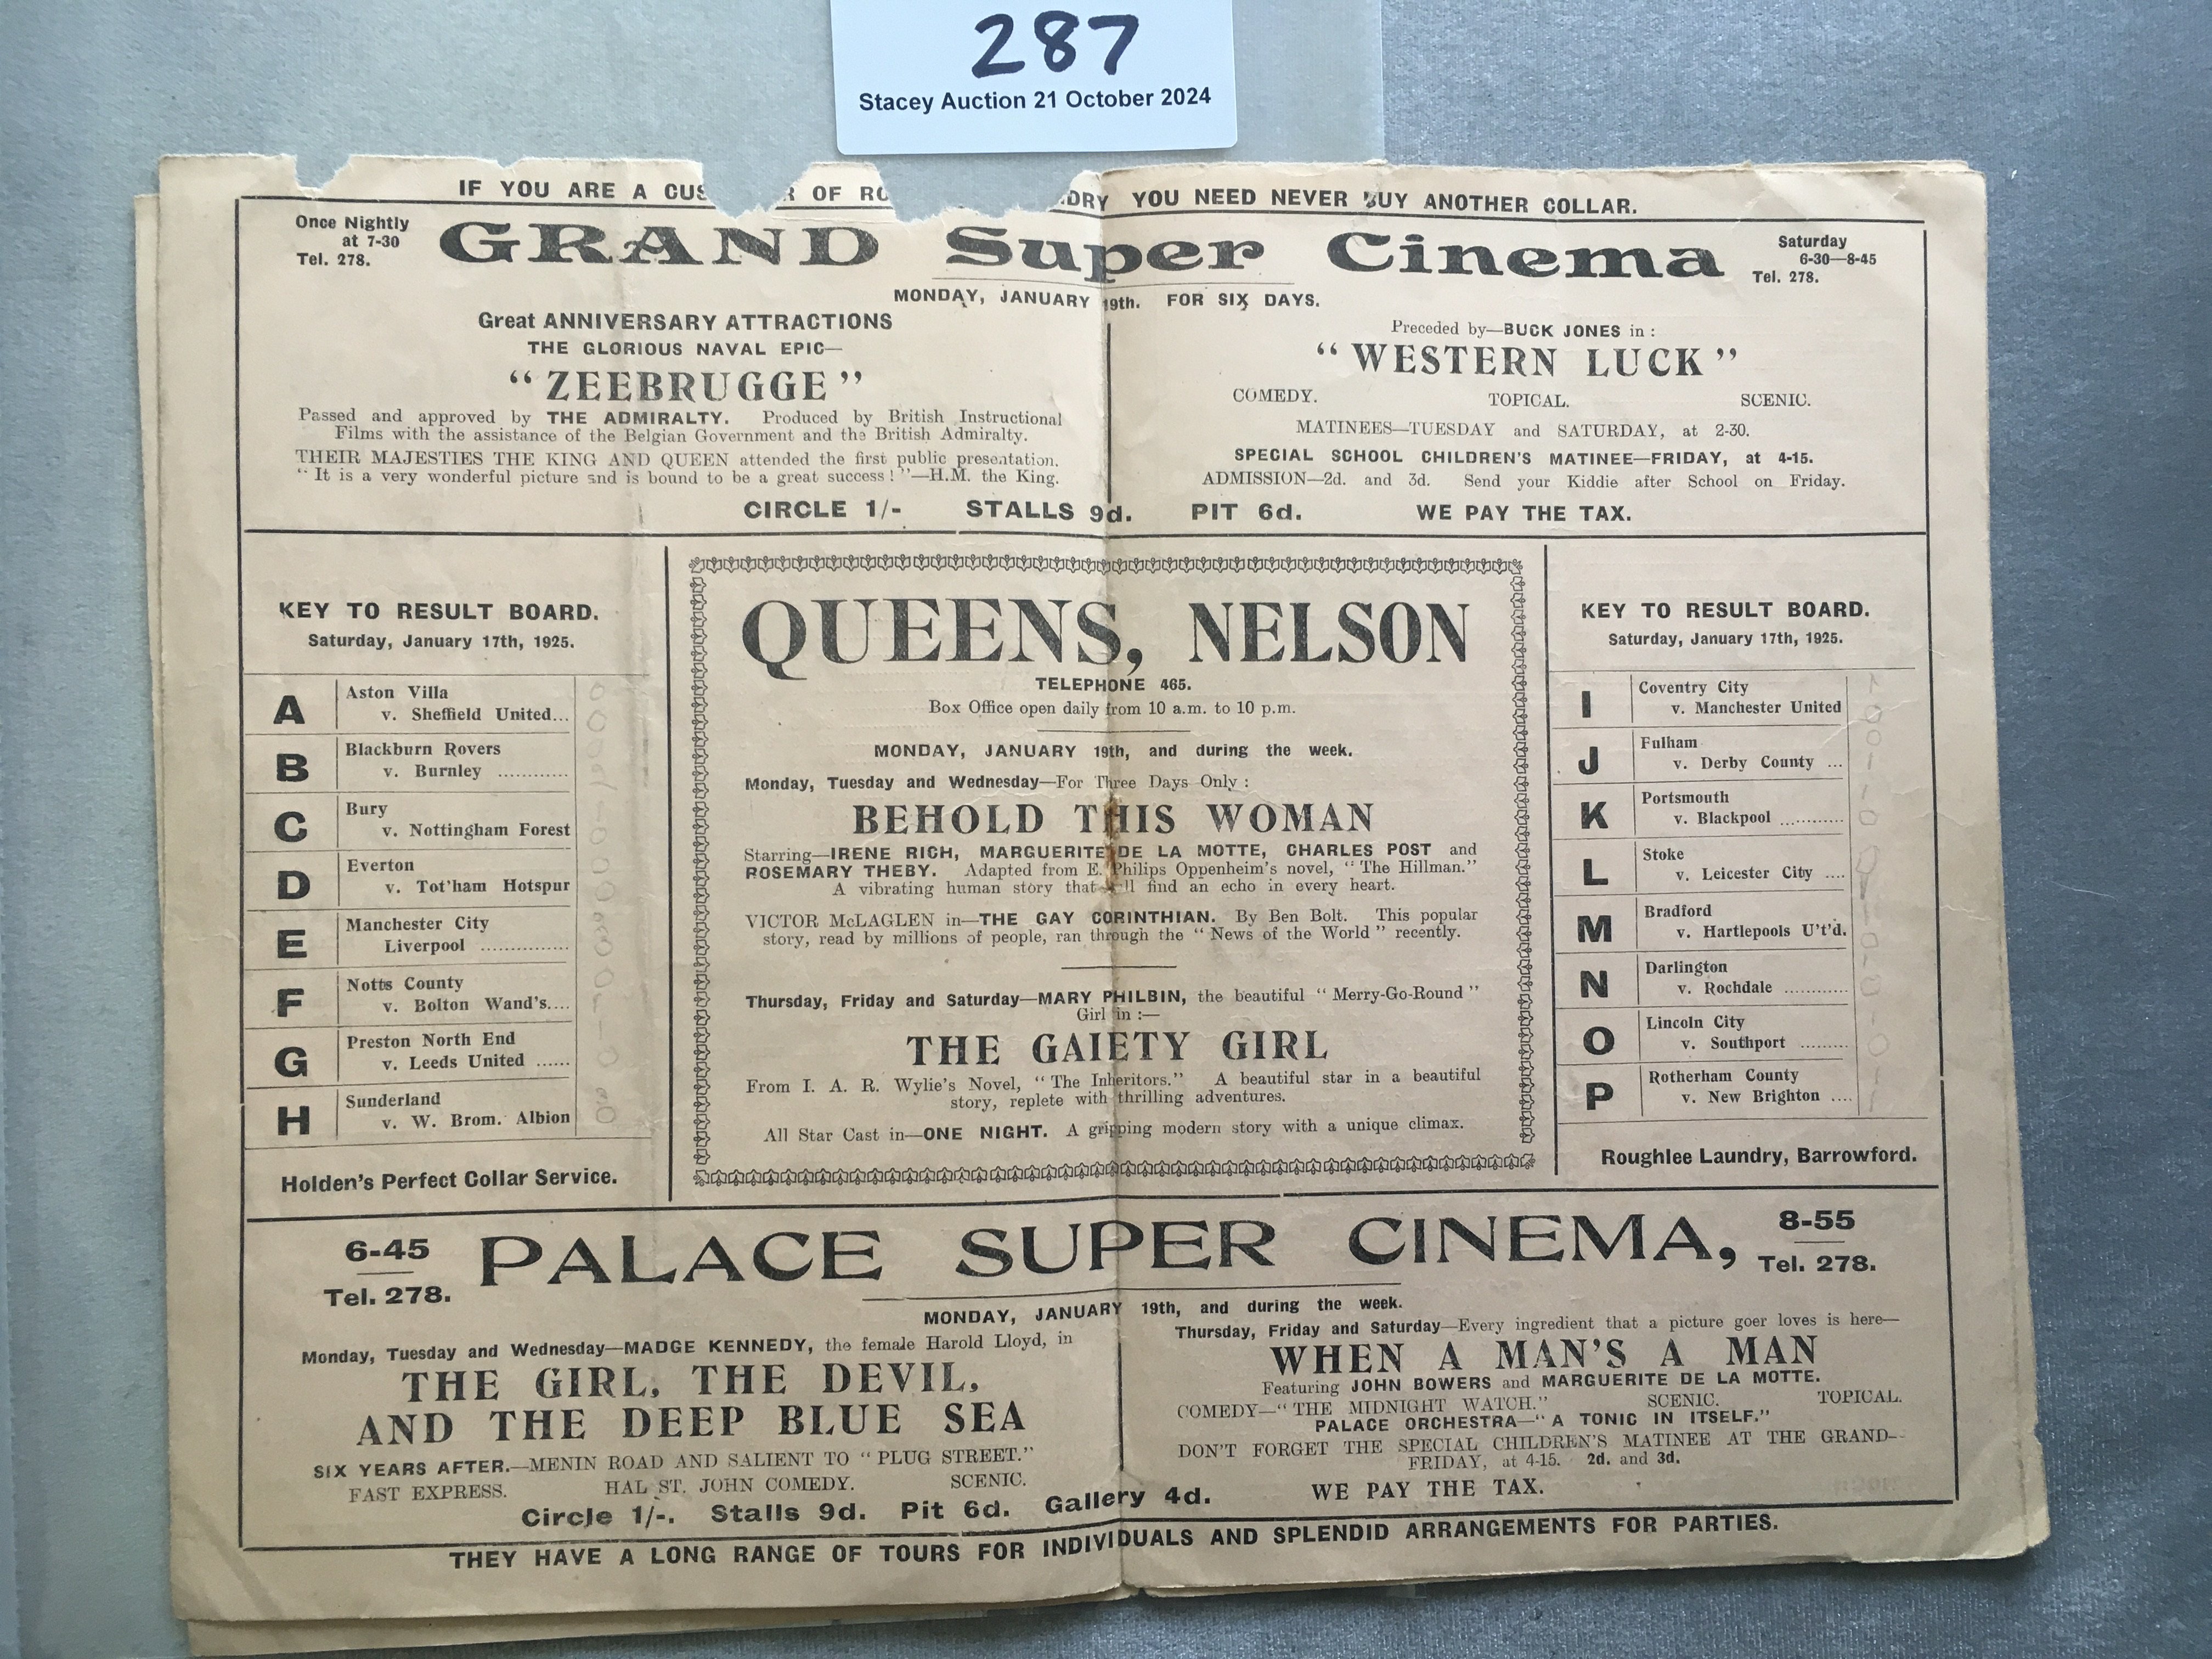 287
Stacey Auction 21 October 2024
IF YOU ARE A CUS R OF RO DRY YOU NEED NEVER BUY ANOTHER COLLAR.
Once Nightly
at 7-30
Tel. 278.
GRAND Super Cinema
Saturday
6-30—8-45
Tel. 278.
MONDAY, JANUARY 19th. FOR SIX DAYS.
Great ANNIVERSARY ATTRACTIONS
THE GLORIOUS NAVAL EPIC—
"ZEEBRUGGE"
Passed and approved by THE ADMIRALTY. Produced by British Instructional
Films with the assistance of the Belgian Government and the British Admiralty.
THEIR MAJESTIES THE KING AND QUEEN attended the first public presentation.
"It is a very wonderful picture and is bound to be a great success!"—H.M. the King.
Preceded by—BUCK JONES in:
"WESTERN LUCK"
COMEDY. TOPICAL. SCENIC.
MATINEES—TUESDAY and SATURDAY, at 2-30.
SPECIAL SCHOOL CHILDREN'S MATINEE—FRIDAY, at 4-15.
ADMISSION—2d. and 3d. Send your Kiddie after School on Friday.
CIRCLE 1/- STALLS 9d. PIT 6d. WE PAY THE TAX.
KEY TO RESULT BOARD.
Saturday, January 17th, 1925.
A Aston Villa
v. Sheffield United...
B Blackburn Rovers
v. Burnley ............
C Bury
v. Nottingham Forest
D Everton
v. Tot'ham Hotspur
E Manchester City
Liverpool ...............
F Notts County
v. Bolton Wand's....
G Preston North End
v. Leeds United ......
H Sunderland
v. W. Brom. Albion
Holden's Perfect Collar Service.
QUEENS, NELSON
TELEPHONE 465.
Box Office open daily from 10 a.m. to 10 p.m.
MONDAY, JANUARY 19th, and during the week.
Monday, Tuesday and Wednesday—For Three Days Only:
BEHOLD THIS WOMAN
Starring—IRENE RICH, MARGUERITE DE LA MOTTE, CHARLES POST and
ROSEMARY THEBY. Adapted from E. Philips Oppenheim's novel, "The Hillman."
A vibrating human story that will find an echo in every heart.
VICTOR McLAGLEN in—THE GAY CORINTHIAN. By Ben Bolt. This popular
story, read by millions of people, ran through the "News of the World" recently.
Thursday, Friday and Saturday—MARY PHILBIN, the beautiful "Merry-Go-Round"
Girl in:—
THE GAIETY GIRL
From I. A. R. Wylie's Novel, "The Inheritors." A beautiful star in a beautiful
story, replete with thrilling adventures.
All Star Cast in—ONE NIGHT. A gripping modern story with a unique climax.
KEY TO RESULT BOARD.
Saturday, January 17th, 1925.
I Coventry City
v. Manchester United
J Fulham
v. Derby County ...
K Portsmouth
v. Blackpool ...........
L Stoke
v. Leicester City ....
M Bradford
v. Hartlepools U't'd.
N Darlington
v. Rochdale ...........
O Lincoln City
v. Southport .........
P Rotherham County
v. New Brighton ....
Roughlee Laundry, Barrowford.
6-45
Tel. 278.
PALACE SUPER CINEMA,
8-55
Tel. 278.
MONDAY, JANUARY 19th, and during the week.
Monday, Tuesday and Wednesday—MADGE KENNEDY, the female Harold Lloyd, in
THE GIRL, THE DEVIL,
AND THE DEEP BLUE SEA
SIX YEARS AFTER.—MENIN ROAD AND SALIENT TO "PLUG STREET."
FAST EXPRESS. HAL ST. JOHN COMEDY. SCENIC.
Thursday, Friday and Saturday—Every ingredient that a picture goer loves is here—
WHEN A MAN'S A MAN
Featuring JOHN BOWERS and MARGUERITE DE LA MOTTE.
COMEDY—"THE MIDNIGHT WATCH." SCENIC. TOPICAL.
PALACE ORCHESTRA—"A TONIC IN ITSELF."
DON'T FORGET THE SPECIAL CHILDREN'S MATINEE AT THE GRAND—
FRIDAY, at 4-15. 2d. and 3d.
Circle 1/-. Stalls 9d. Pit 6d. Gallery 4d. WE PAY THE TAX.
THEY HAVE A LONG RANGE OF TOURS FOR INDIVIDUALS AND SPLENDID ARRANGEMENTS FOR PARTIES.